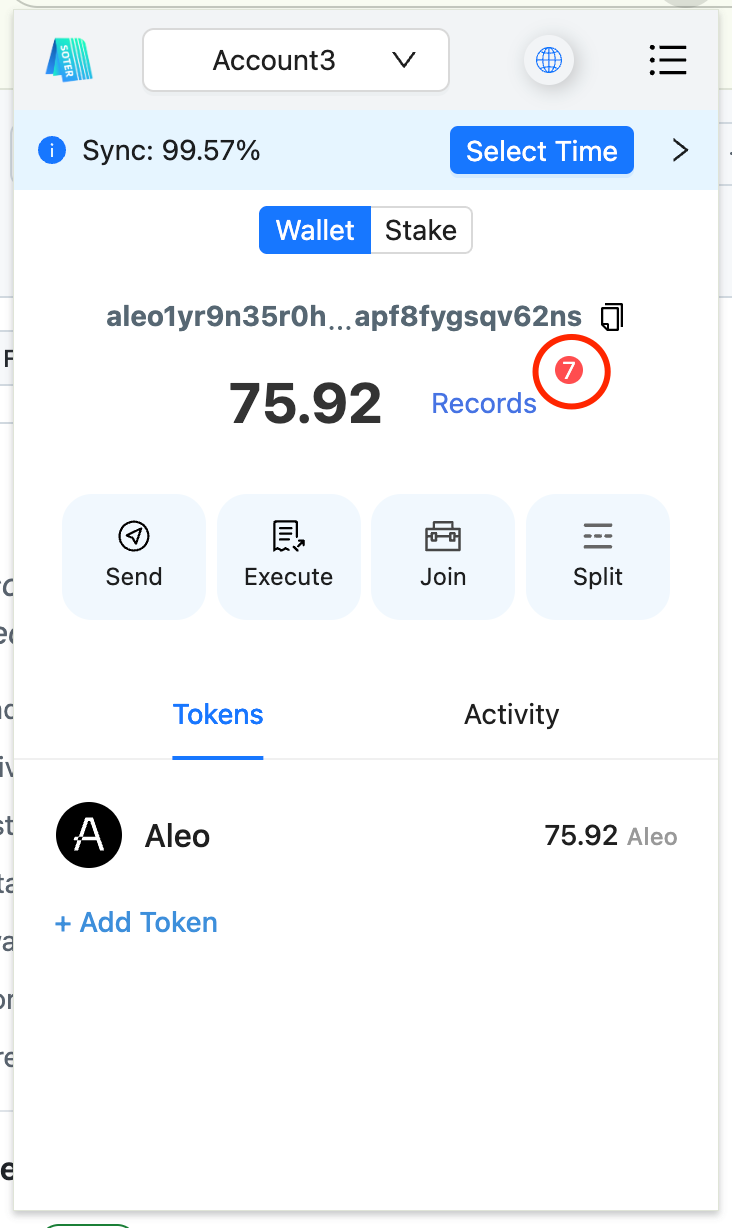 SOTER
Account3
Sync: 99.57%
Select Time
Wallet
Stake
aleo1yr9n35r0h...apf8fygsqv62ns
7
75.92
Records
Send
Execute
Join
Split
Tokens
Activity
Aleo
75.92 Aleo
+ Add Token